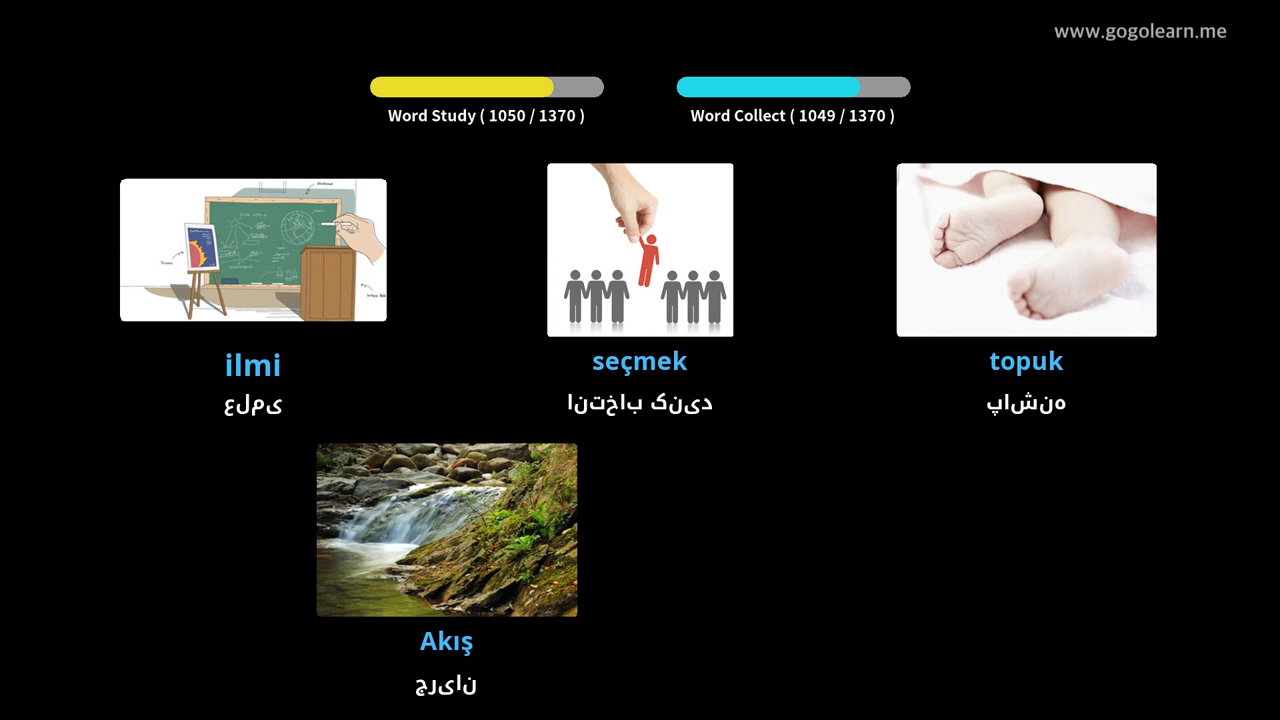 www.gogolearn.me
Word Study ( 1050 / 1370 )
Word Collect ( 1049 / 1370 )
ilmi
علمی
seçmek
انتخاب کنید
topuk
پاشنه
Akış
جریان